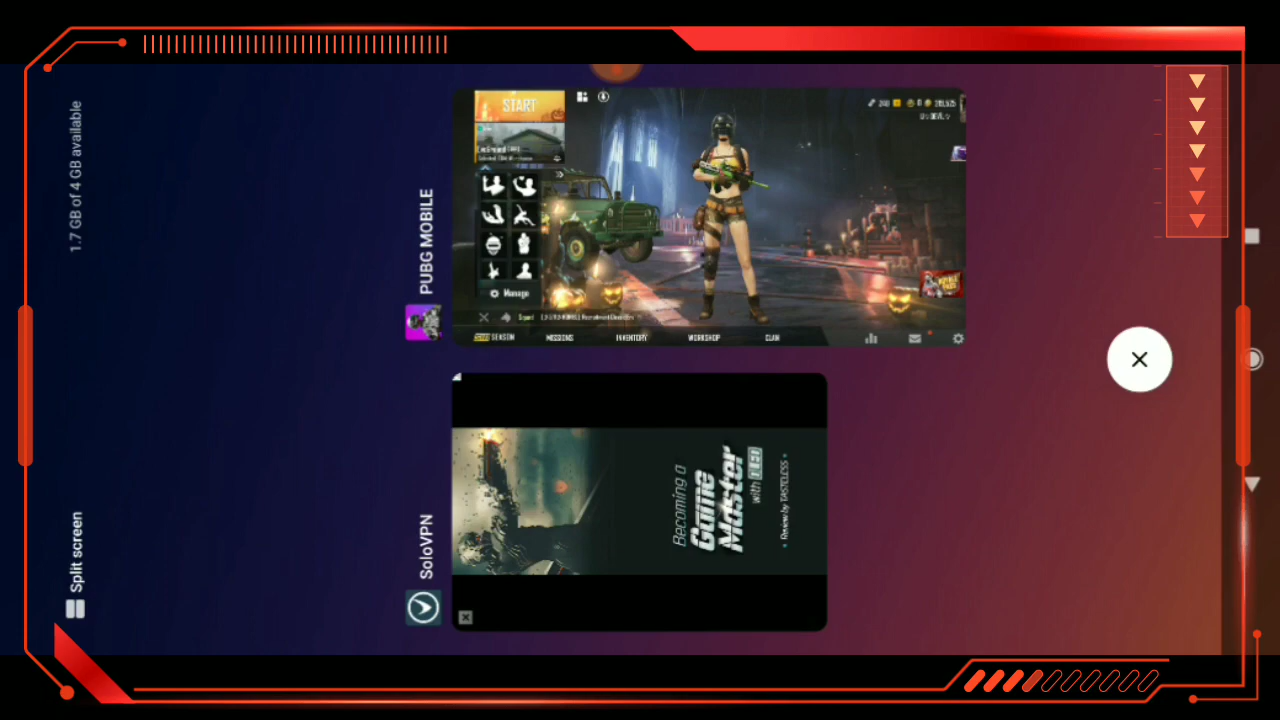 Split screen
1.7 GB of 4 GB available
SoloVPN
PUBG MOBILE
START
Manage
SEASON
MISSIONS
INVENTORY
WORKSHOP
CLAN
Becoming a
Game
Master
with OLED
• Review by TASTELESS •